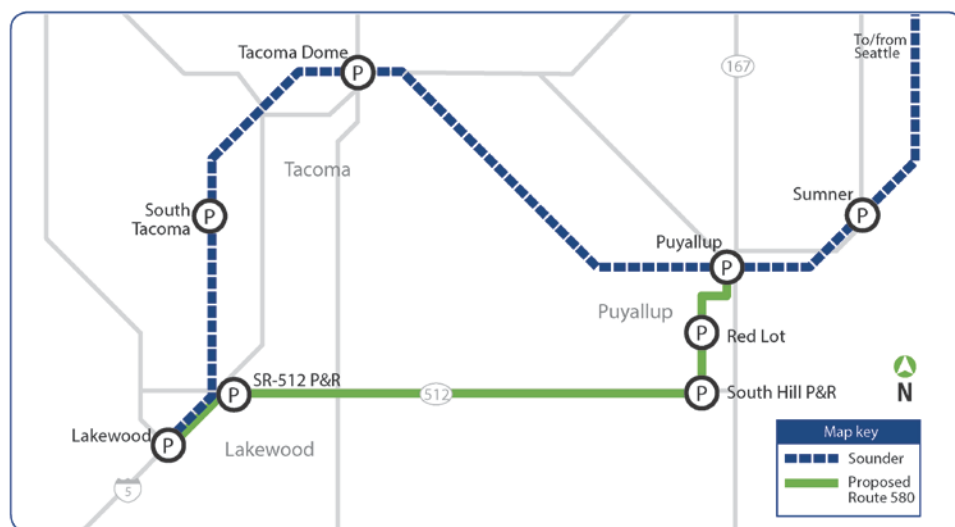 To/from
Seattle
Tacoma Dome
P
167
Tacoma
Sumner
P
South
Tacoma
P
Puyallup
P
Puyallup
P
Red Lot
SR-512 P&R
P
512
P
South Hill P&R
N
Lakewood
P
Lakewood
5
Map key
Sounder
Proposed
Route 580